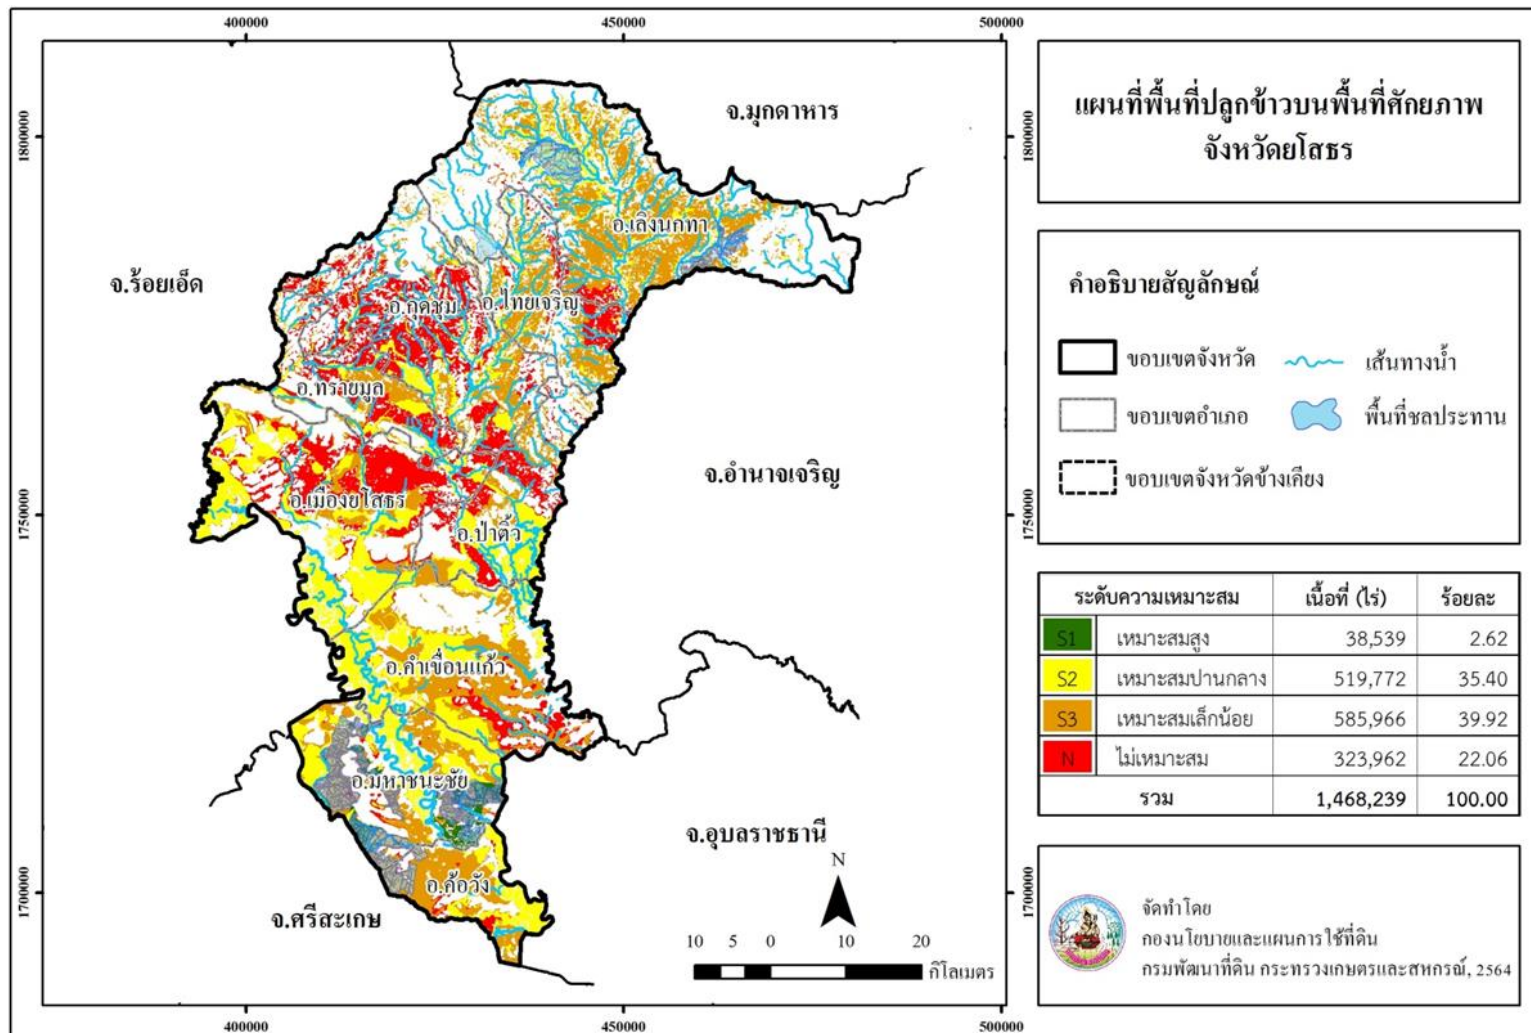 400000
450000
500000
แผนที่พื้นที่ปลูกข้าวบนพื้นที่ศักยภาพ
จังหวัดยโสธร
1800000
1800000
จ.มุกดาหาร
อ.เลิงนกทา
จ.ร้อยเอ็ด
อ.กุดชุม
อ.ไทยเจริญ
อ.ทรายมูล
จ.อำนาจเจริญ
อ.เมืองยโสธร
อ.ป่าติ้ว
1750000
1750000
อ.คำเขื่อนแก้ว
อ.มหาชนะชัย
จ.อุบลราชธานี
อ.ค้อวัง
1700000
1700000
จ.ศรีสะเกษ
N
10 5 0 10 20
กิโลเมตร
400000
450000
500000
คำอธิบายสัญลักษณ์
ขอบเขตจังหวัด
เส้นทางน้ำ
ขอบเขตอำเภอ
พื้นที่ชลประทาน
ขอบเขตจังหวัดข้างเคียง
ระดับความเหมาะสม เนื้อที่ (ไร่) ร้อยละ
S1 เหมาะสมสูง 38,539 2.62
S2 เหมาะสมปานกลาง 519,772 35.40
S3 เหมาะสมเล็กน้อย 585,966 39.92
N ไม่เหมาะสม 323,962 22.06
รวม 1,468,239 100.00
จัดทำโดย
กองนโยบายและแผนการใช้ที่ดิน
กรมพัฒนาที่ดิน กระทรวงเกษตรและสหกรณ์, 2564